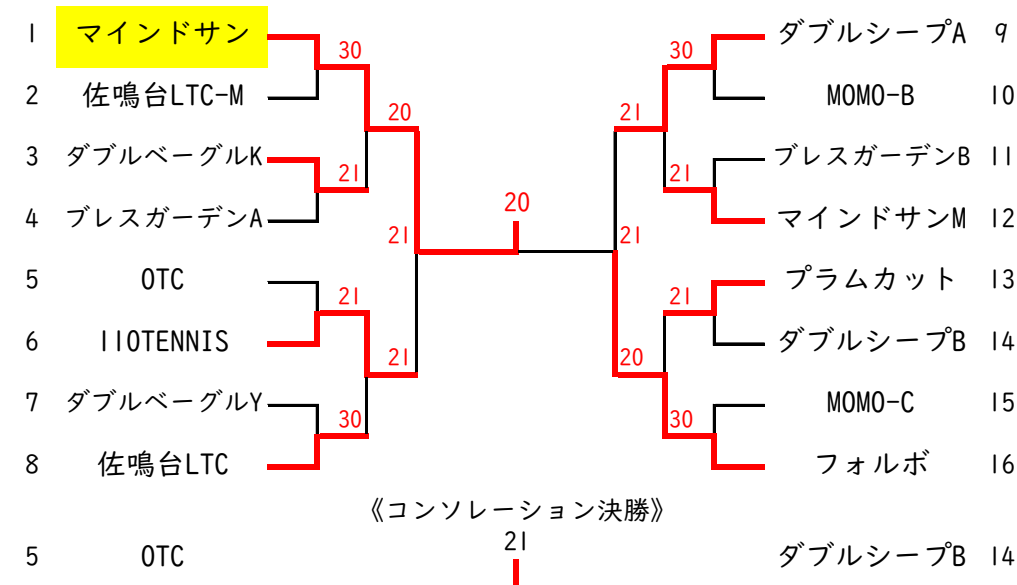 1 マインドサン 30 30 ダブルシープA 9
2 佐鳴台LTC-M 20 21 MOMO-B 10
3 ダブルベーグルK 21 21 ブレスガーデンB 11
4 ブレスガーデンA 21 20 21 マインドサンM 12
5 OTC 21 21 プラムカット 13
6 110TENNIS 21 20 ダブルシープB 14
7 ダブルベーグルY 30 30 MOMO-C 15
8 佐鳴台LTC フォルボ 16
《コンソレーション決勝》
21
5 OTC ダブルシープB 14